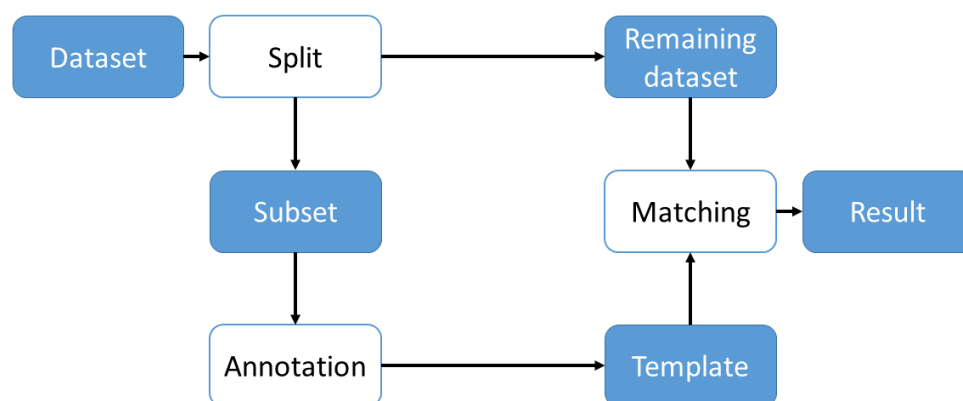 Dataset
Split
Remaining
dataset
Subset
Matching
Result
Annotation
Template